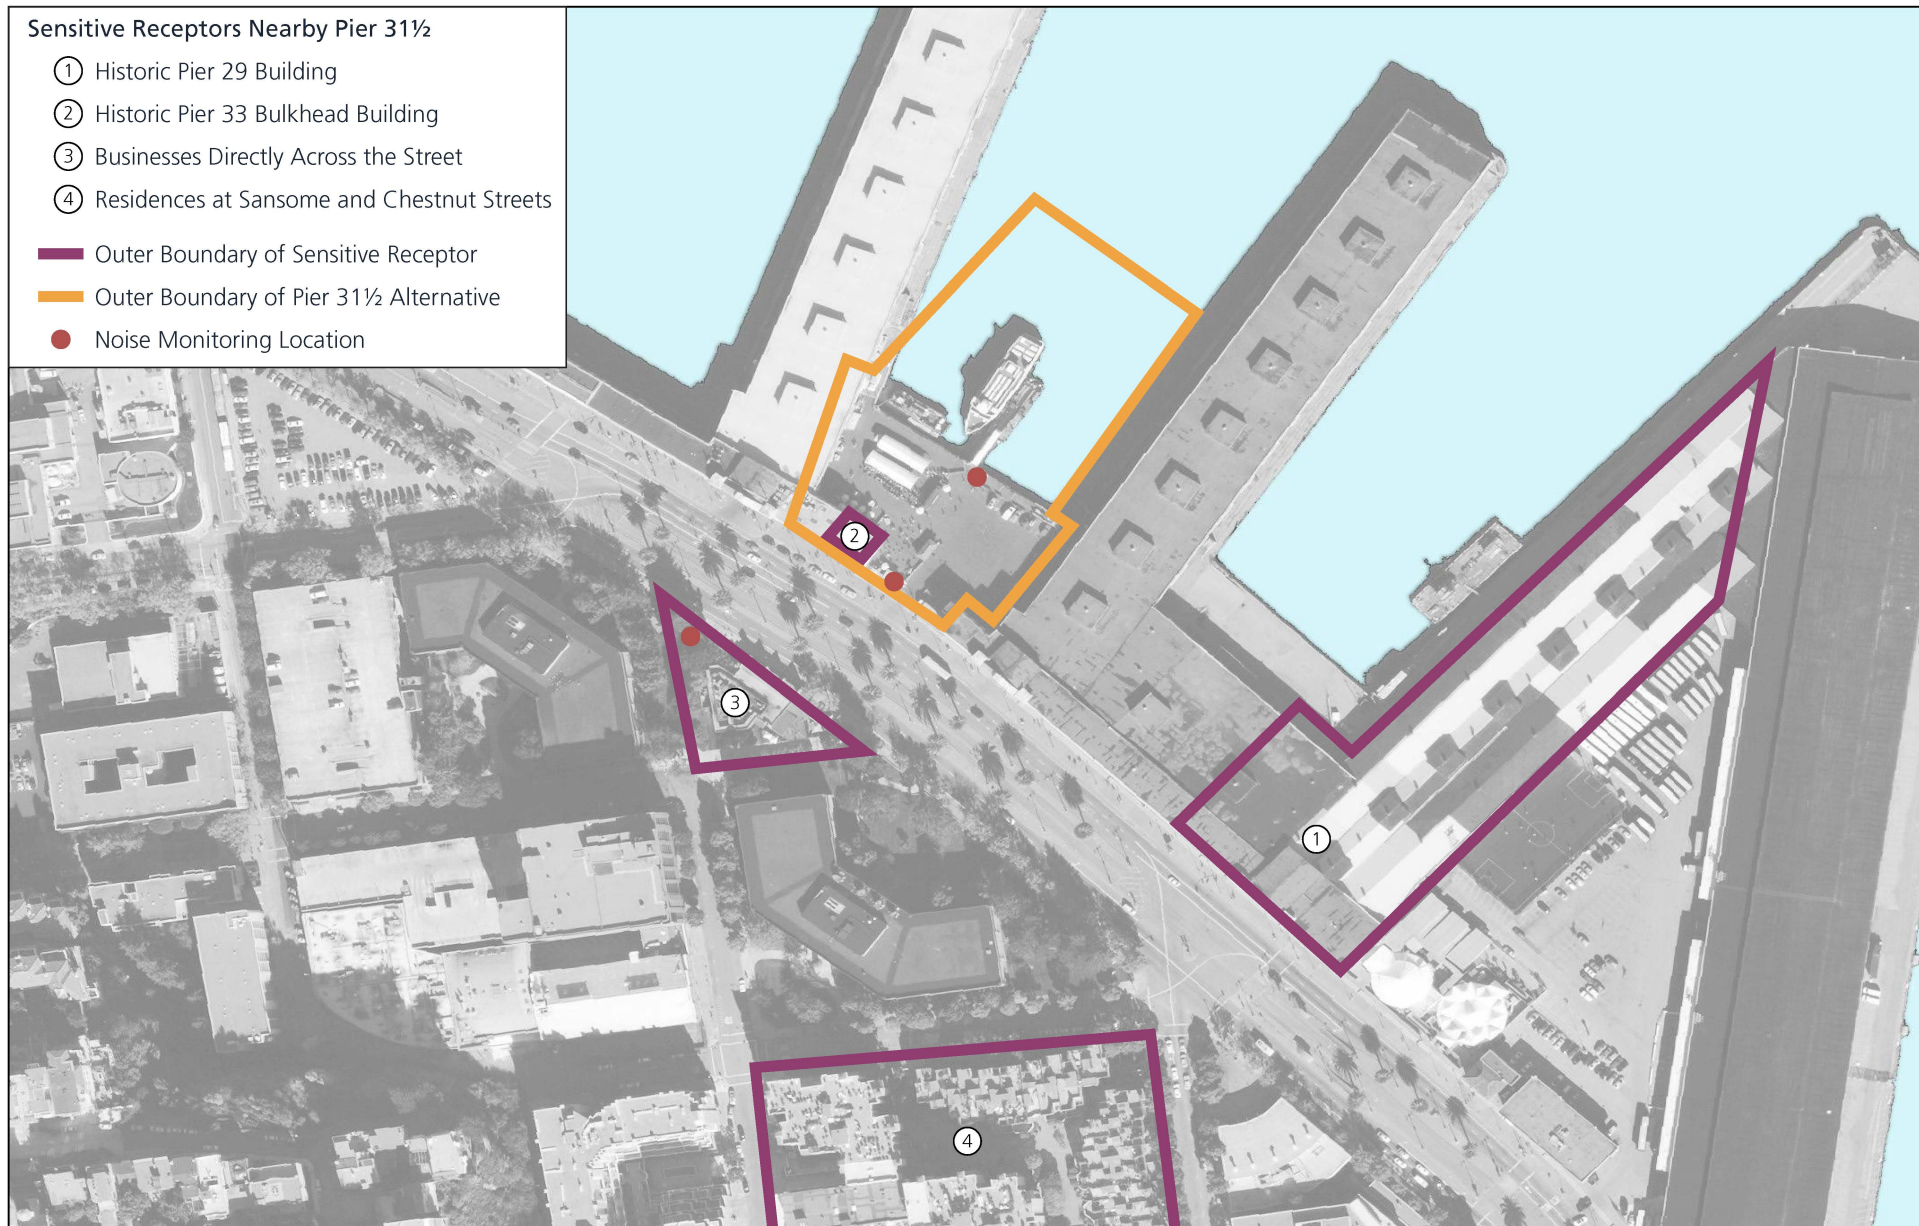 Sensitive Receptors Nearby Pier 31½
1 Historic Pier 29 Building
2 Historic Pier 33 Bulkhead Building
3 Businesses Directly Across the Street
4 Residences at Sansome and Chestnut Streets
Outer Boundary of Sensitive Receptor
Outer Boundary of Pier 31½ Alternative
Noise Monitoring Location
2
3
1
4